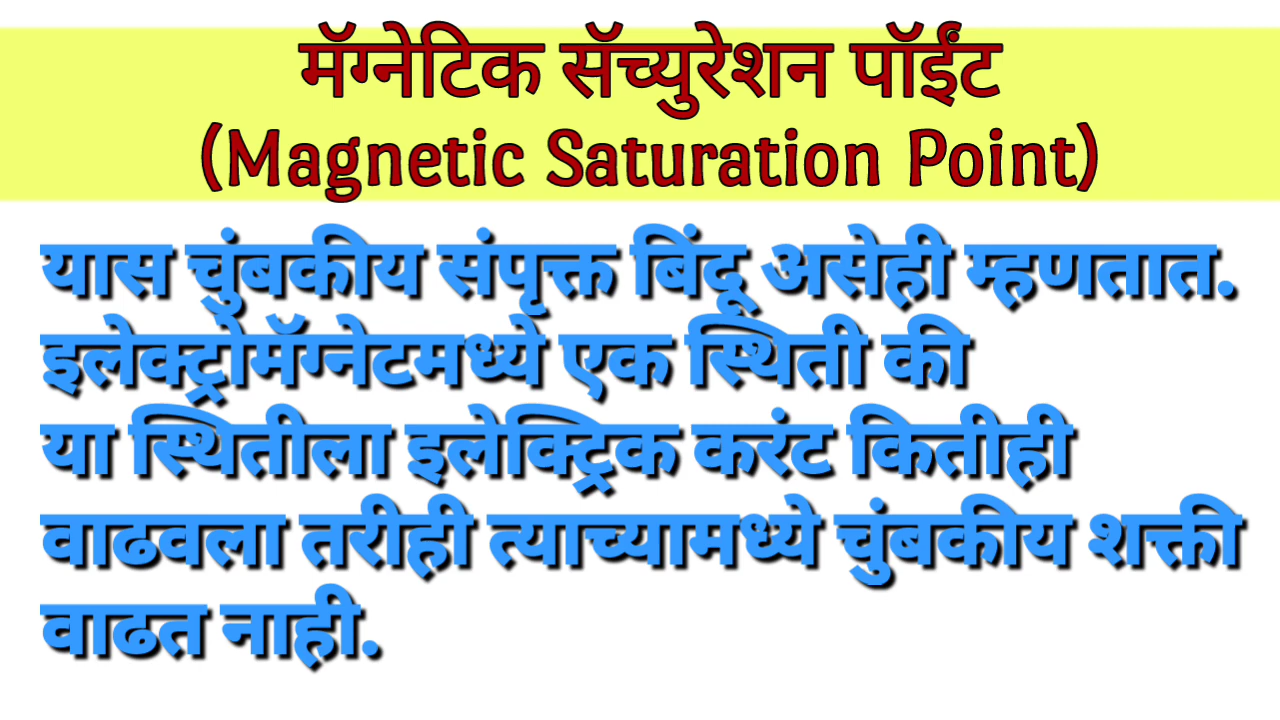 मॅग्नेटिक सॅच्युरेशन पॉईंट
(Magnetic Saturation Point)
यास चुंबकीय संपृक्त बिंदू असेही म्हणतात.
इलेक्ट्रोमॅग्नेटमध्ये एक स्थिती की
या स्थितीला इलेक्ट्रिक करंट कितीही
वाढवला तरीही त्याच्यामध्ये चुंबकीय शक्ती
वाढत नाही.